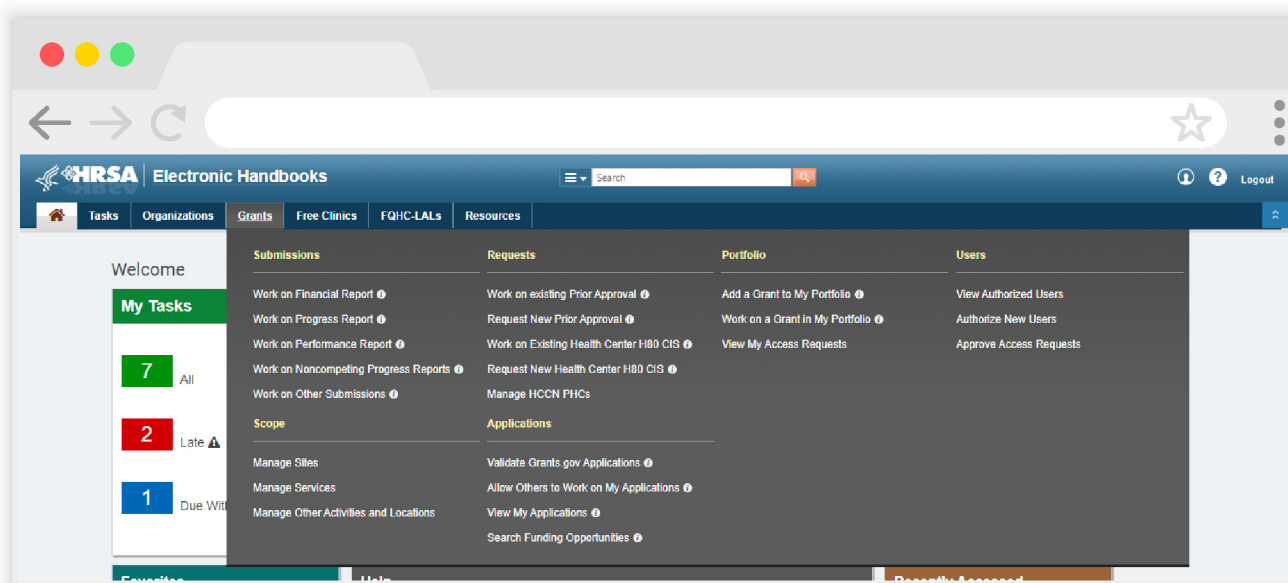 HRSA Electronic Handbooks
Search
Logout
Tasks Organizations Grants Free Clinics FQHC-LALs Resources
Welcome
My Tasks
7 All
2 Late
1 Due With
Submissions
Work on Financial Report
Work on Progress Report
Work on Performance Report
Work on Noncompeting Progress Reports
Work on Other Submissions
Requests
Work on existing Prior Approval
Request New Prior Approval
Work on Existing Health Center H80 CIS
Request New Health Center H80 CIS
Manage HCCN PHCs
Portfolio
Add a Grant to My Portfolio
Work on a Grant in My Portfolio
View My Access Requests
Users
View Authorized Users
Authorize New Users
Approve Access Requests
Scope
Manage Sites
Manage Services
Manage Other Activities and Locations
Applications
Validate Grants.gov Applications
Allow Others to Work on My Applications
View My Applications
Search Funding Opportunities
Favorites
Help
Recently Accessed